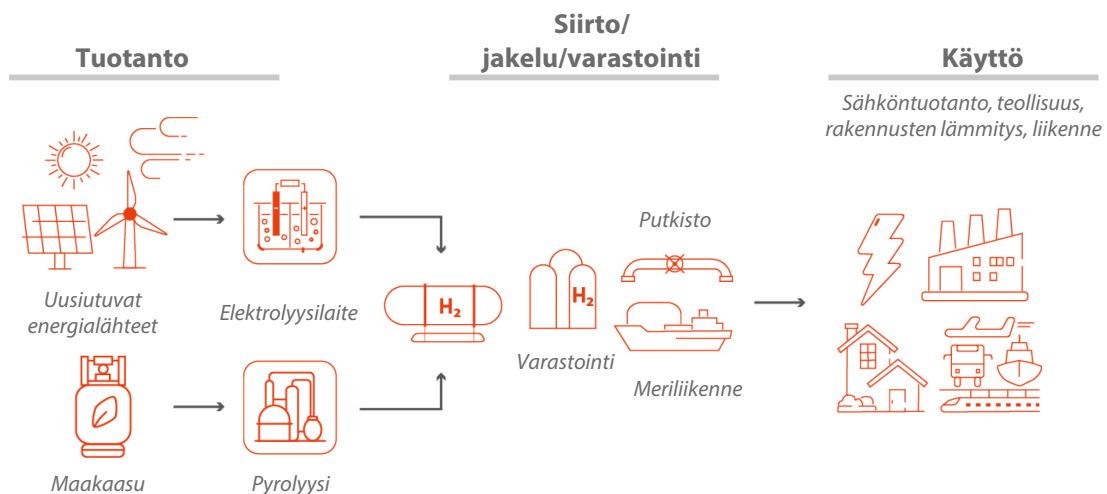 Tuotanto
Siirto/
jakelu/varastointi
Käyttö
Sähköntuotanto, teollisuus,
rakennusten lämmitys, liikenne
Uusiutuvat
energialähteet
Elektrolyysilaite
H₂
H₂
Varastointi
Putkisto
Meriliikenne
Maakaasu
Pyrolyysi